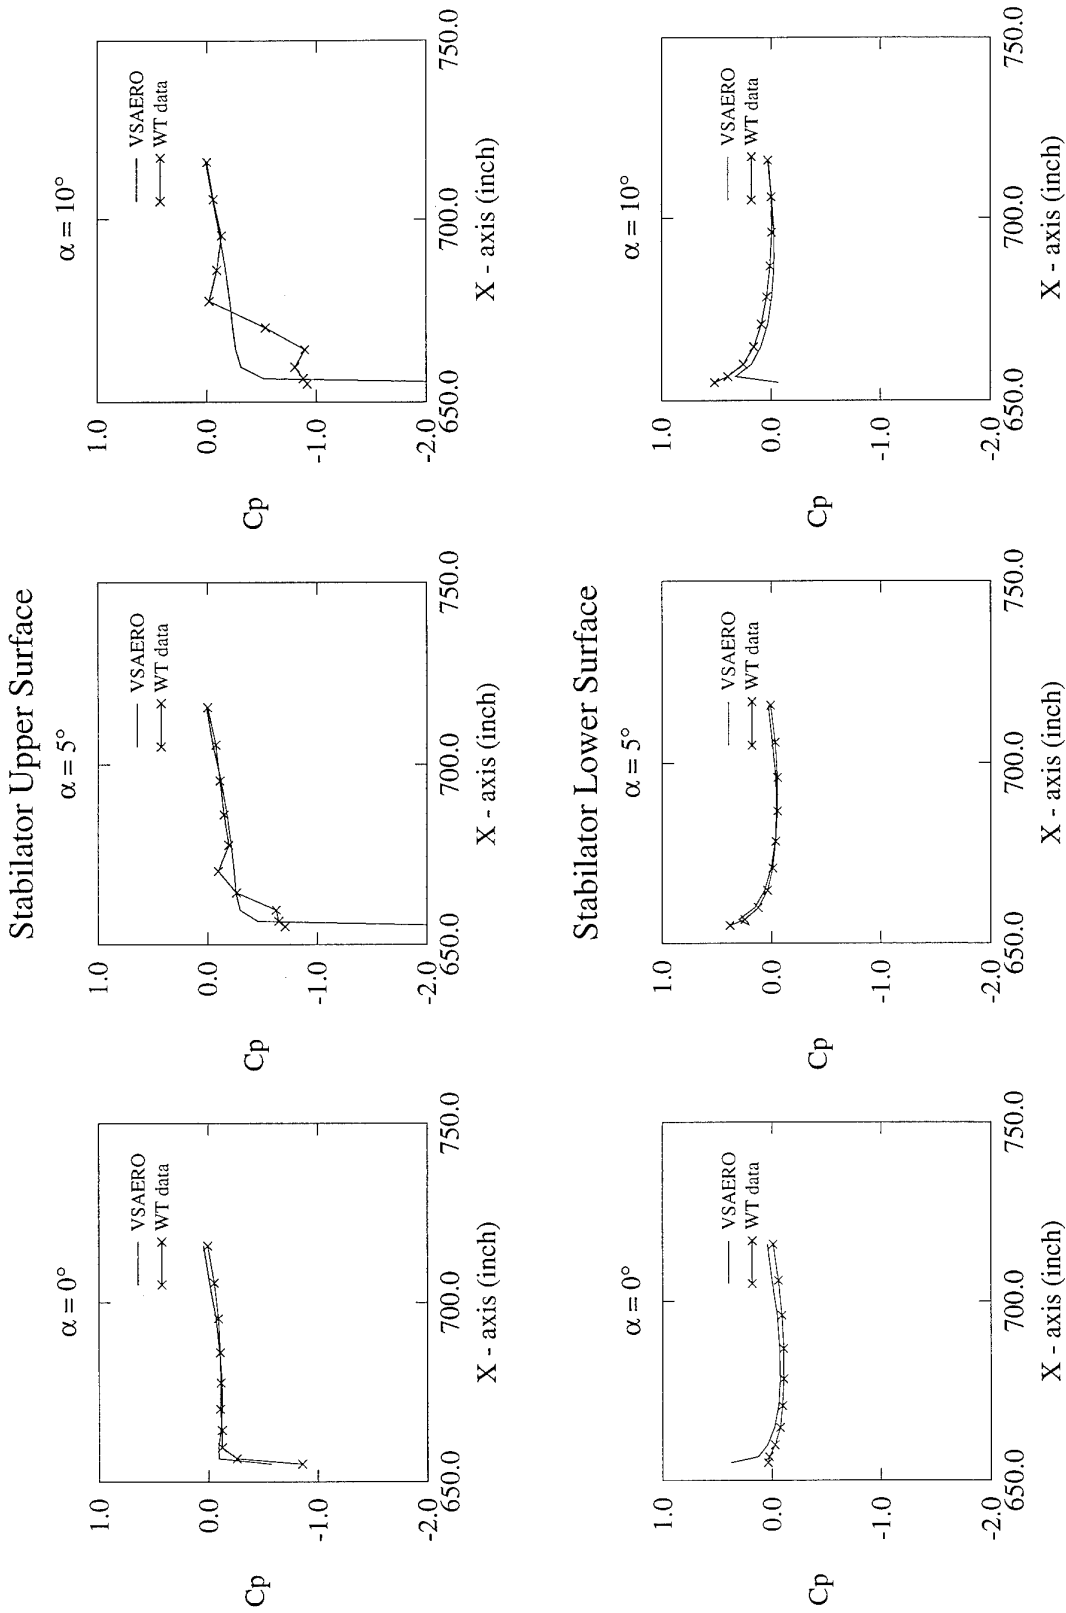 Stabilator Upper Surface
α = 0°
1.0
0.0
-1.0
-2.0
Cp
VSAERO
WT data
650.0
700.0
750.0
X - axis (inch)
α = 5°
1.0
0.0
-1.0
-2.0
Cp
VSAERO
WT data
650.0
700.0
750.0
X - axis (inch)
α = 10°
1.0
0.0
-1.0
-2.0
Cp
VSAERO
WT data
650.0
700.0
750.0
X - axis (inch)
Stabilator Lower Surface
α = 0°
1.0
0.0
-1.0
-2.0
Cp
VSAERO
WT data
650.0
700.0
750.0
X - axis (inch)
α = 5°
1.0
0.0
-1.0
-2.0
Cp
VSAERO
WT data
650.0
700.0
750.0
X - axis (inch)
α = 10°
1.0
0.0
-1.0
-2.0
Cp
VSAERO
WT data
650.0
700.0
750.0
X - axis (inch)